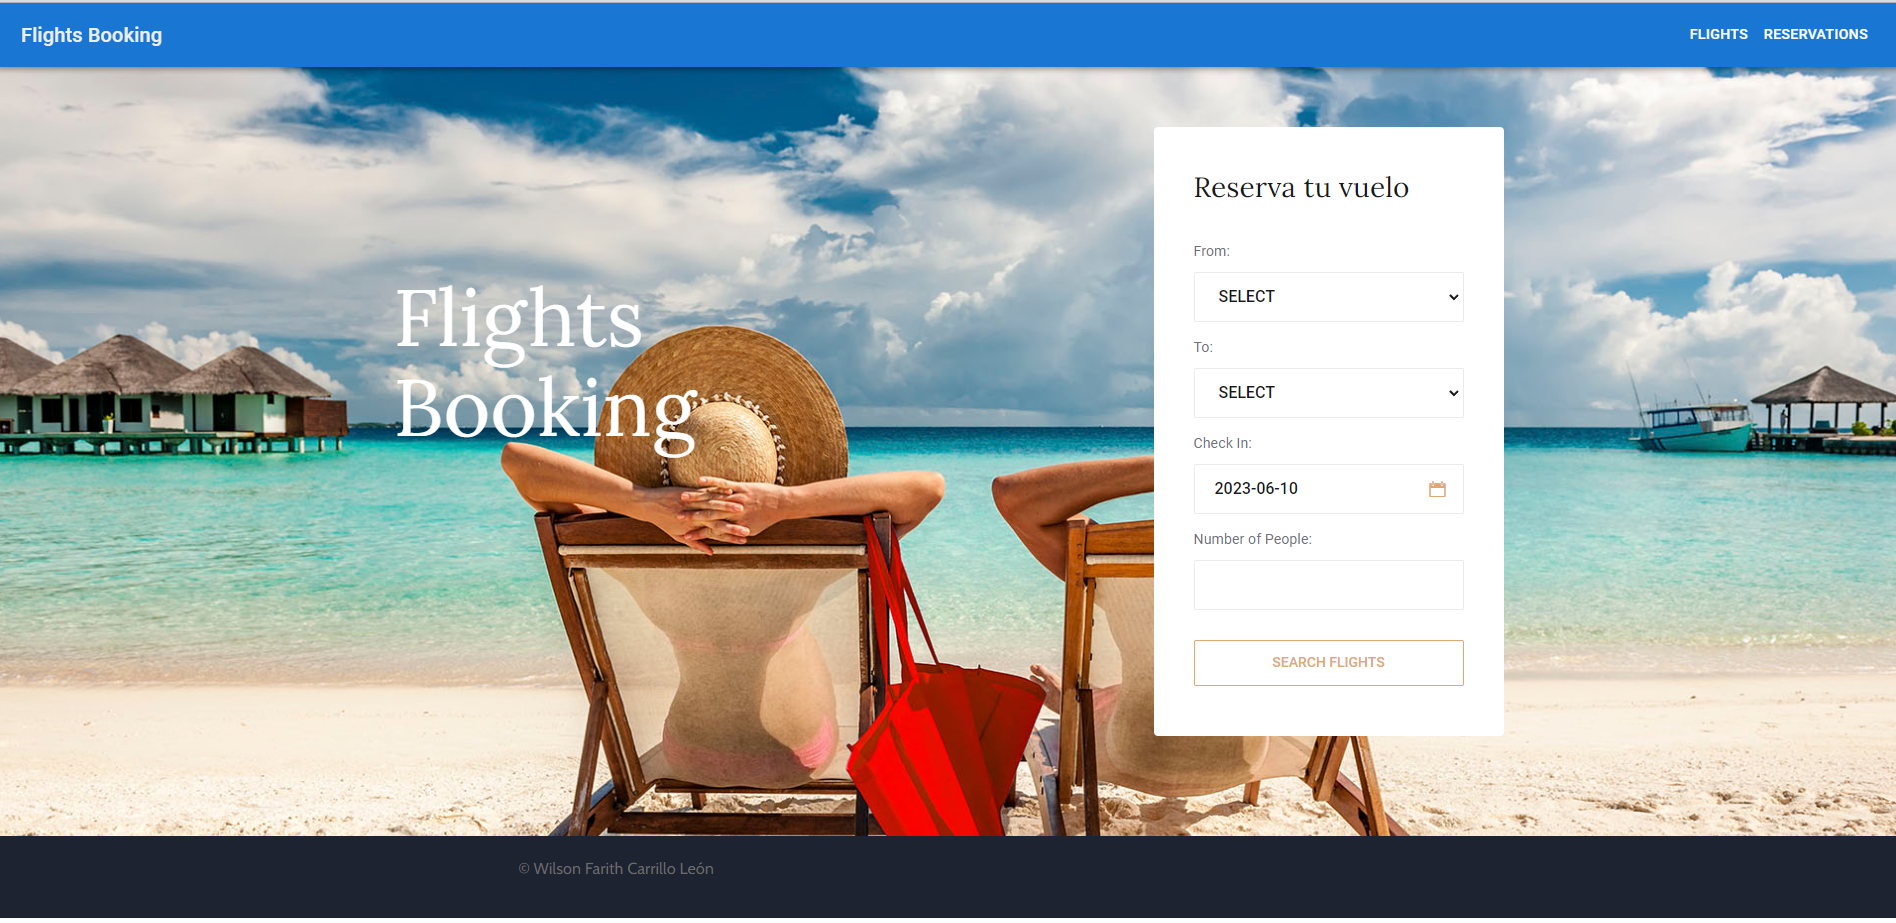 Flights Booking
FLIGHTS RESERVATIONS
Flights
Booking
Reserva tu vuelo
From:
SELECT
To:
SELECT
Check In:
2023-06-10
Number of People:
SEARCH FLIGHTS
© Wilson Farith Carrillo León